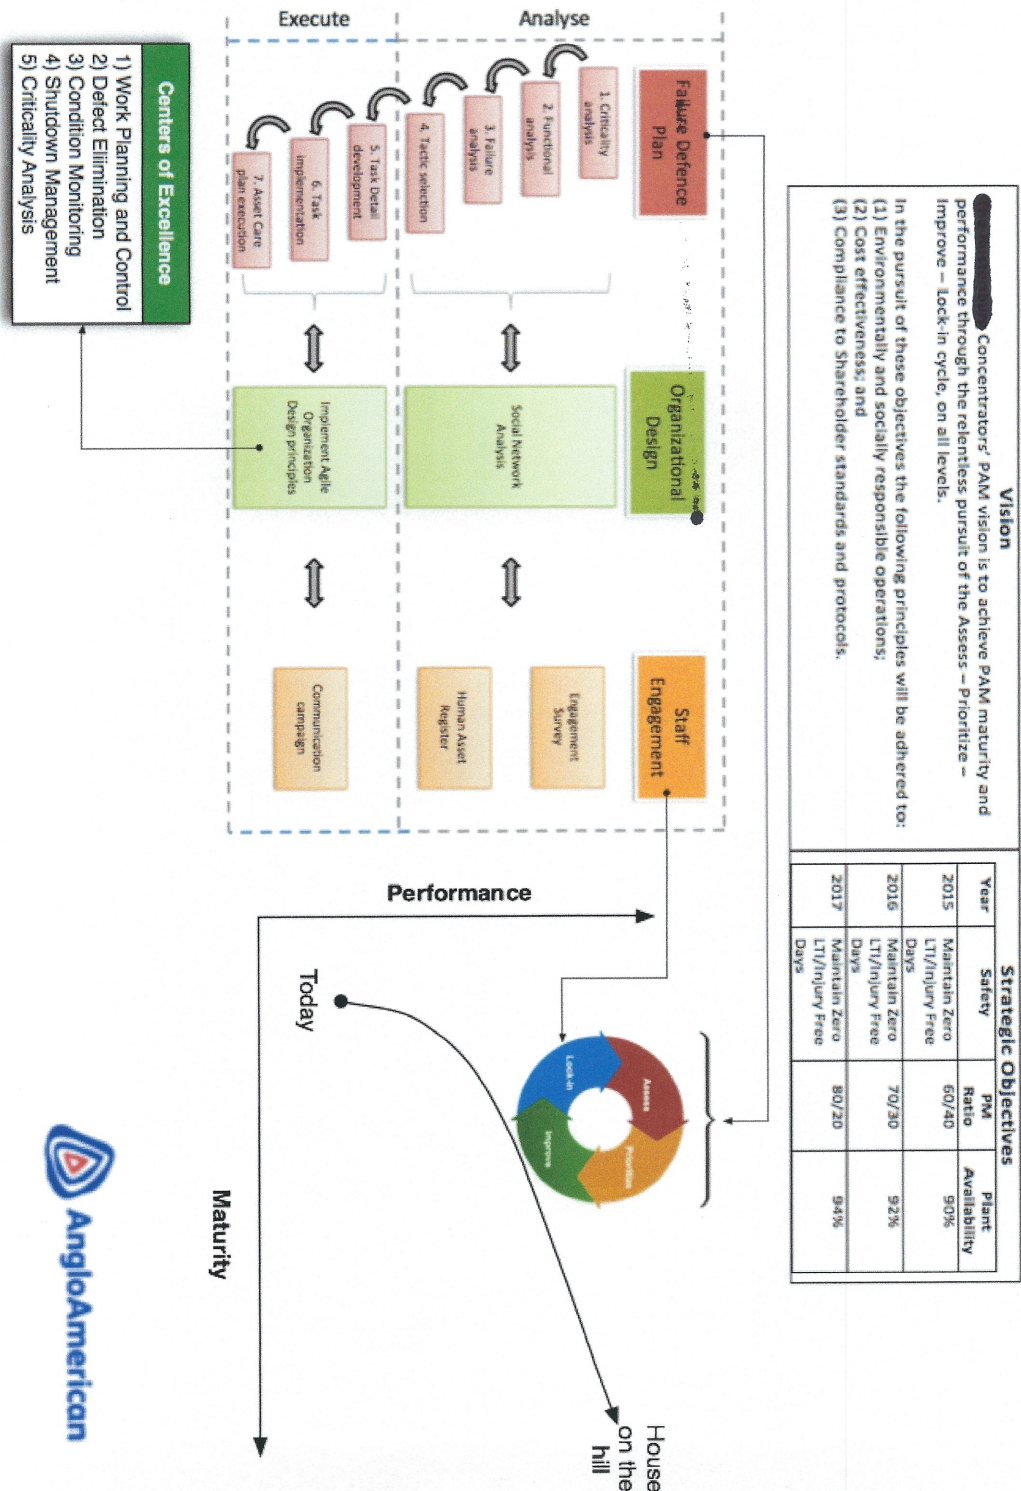 Vision
Concentrators' PAM vision is to achieve PAM maturity and
performance through the relentless pursuit of the Assess – Prioritize –
Improve – Lock-in cycle, on all levels.
In the pursuit of these objectives the following principles will be adhered to:
(1) Environmentally and socially responsible operations;
(2) Cost effectiveness; and
(3) Compliance to Shareholder standards and protocols.
Strategic Objectives
Year Safety PM Ratio Plant Availability
2015 Maintain Zero LTI/Injury Free Days 60/40 90%
2016 Maintain Zero LTI/Injury Free Days 70/30 92%
2017 Maintain Zero LTI/Injury Free Days 80/20 94%
Analyse
Execute
Failure Defence
Plan
Organizational
Design
Staff
Engagement
1. Criticality
analysis
2. Functional
analysis
3. Failure
analysis
4. Tactic selection
5. Task Detail
development
6. Task
implementation
7. Asset Care
plan execution
Social Network
Analysis
Implement Agile
Organization
Design principles
Engagement
Survey
Human Asset
Register
Communication
campaign
Centers of Excellence
1) Work Planning and Control
2) Defect Eliimination
3) Condition Monitoring
4) Shutdown Management
5) Criticality Analysis
Performance
Maturity
Today
House
on the
hill
Assess
Prioritize
Improve
Lock-in
AngloAmerican